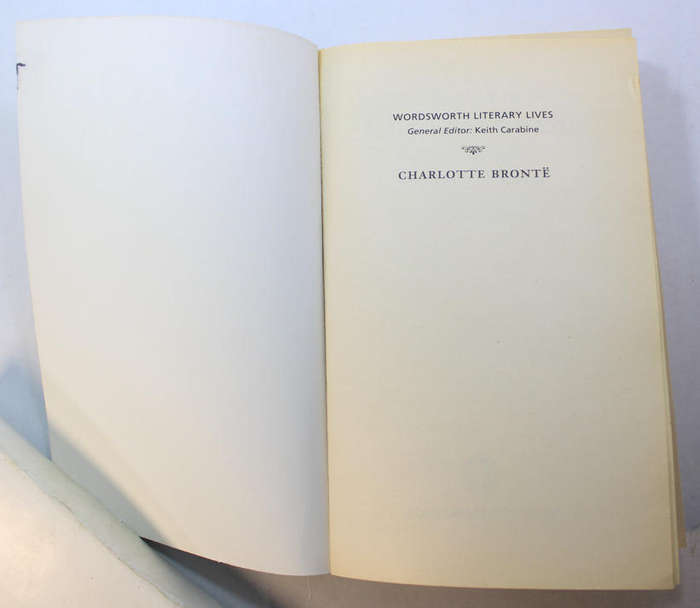 WORDSWORTH LITERARY LIVES
General Editor: Keith Carabine
CHARLOTTE BRONTË